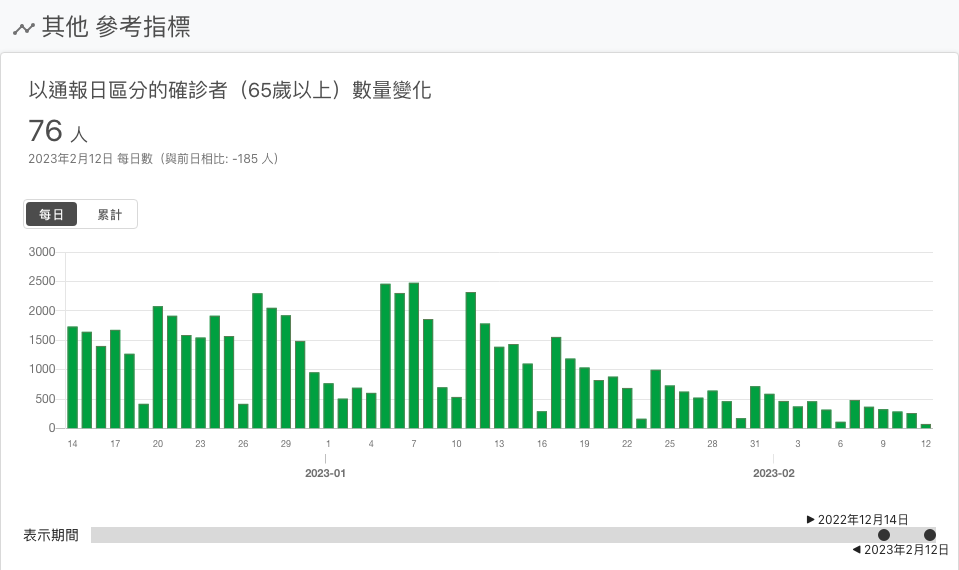 其他 參考指標
以通報日區分的確診者（65歲以上）數量變化
76 人
2023年2月12日 每日數（與前日相比: -185 人）
每日 累計
3000
2500
2000
1500
1000
500
0
14 17 20 23 26 29 1 4 7 10 13 16 19 22 25 28 31 3 6 9 12
2023-01 2023-02
▶ 2022年12月14日
表示期間
◀ 2023年2月12日